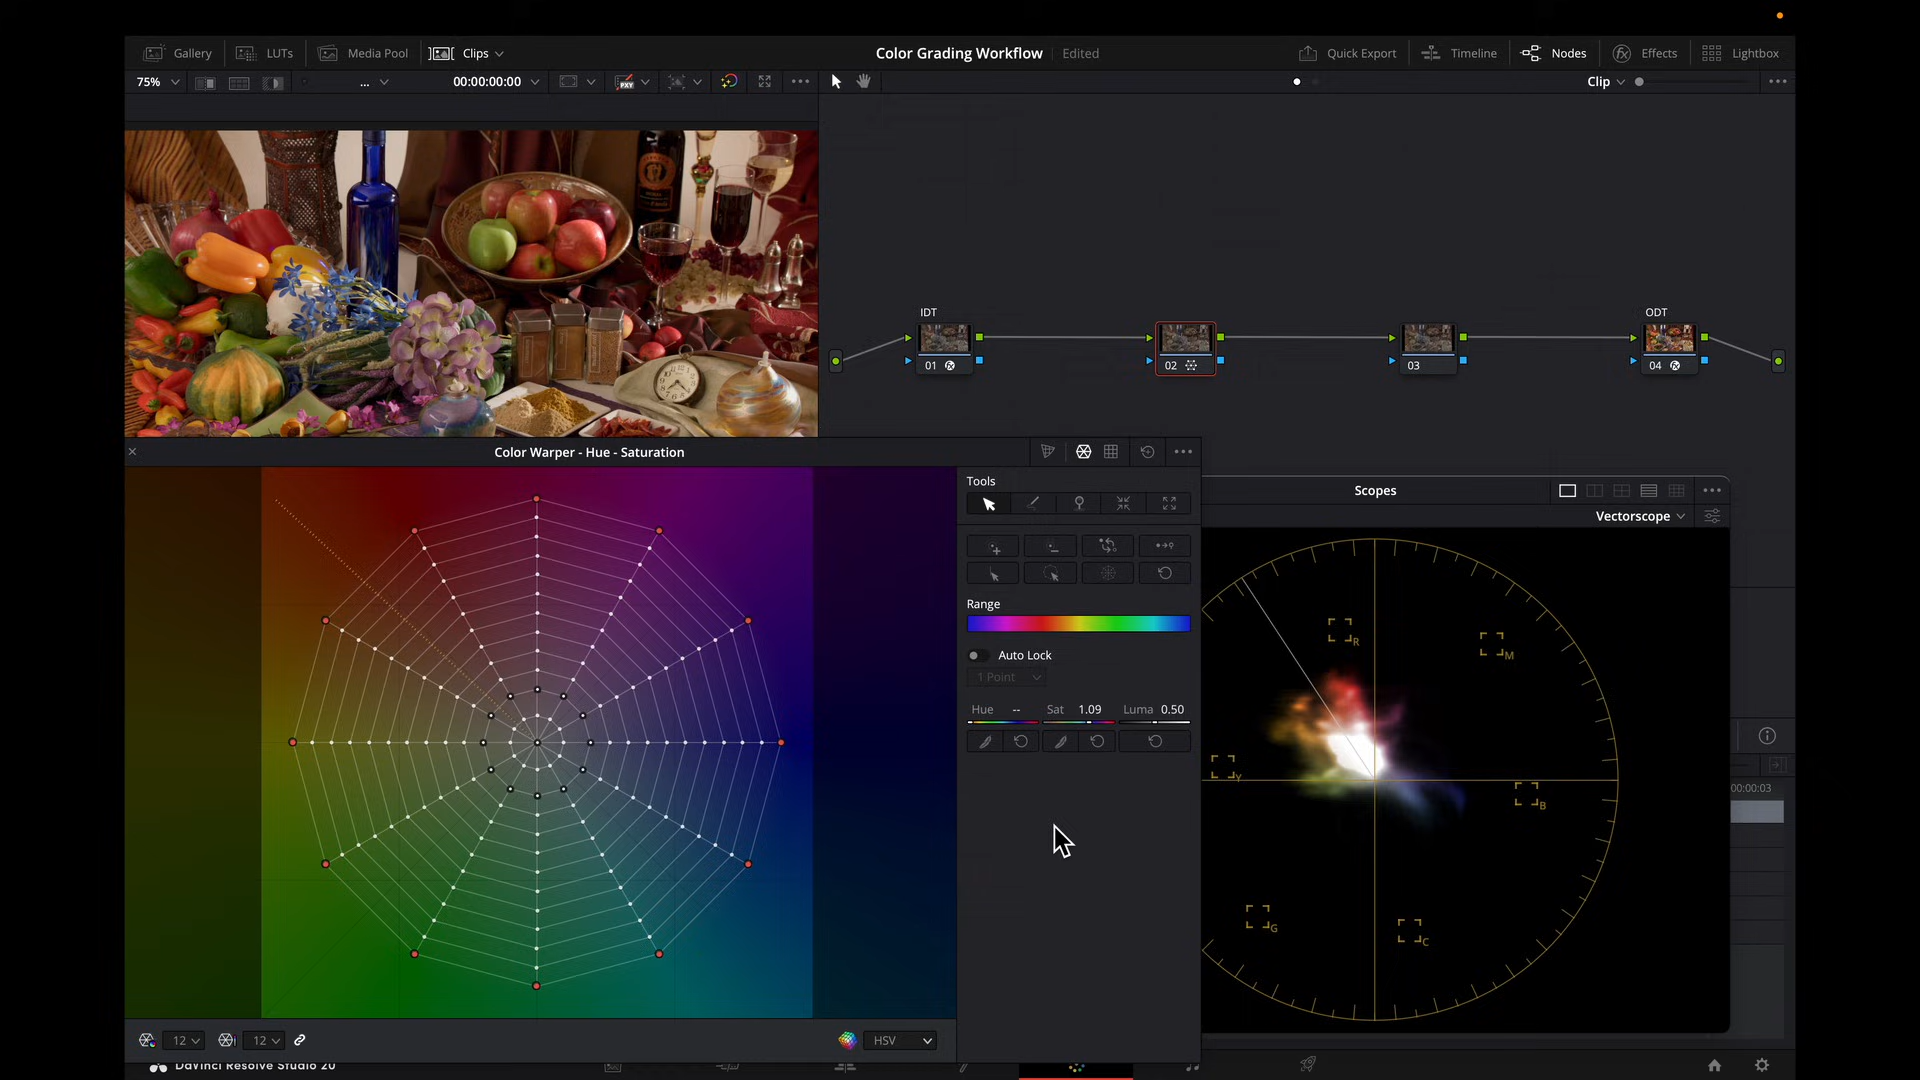 Gallery LUTs Media Pool Clips Color Grading Workflow Edited Quick Export Timeline Nodes Effects Lightbox
75% ... 00:00:00:00 PXY Clip
IDT ODT
01 02 03 04
Color Warper - Hue - Saturation
Tools
Scopes
Vectorscope
Range
Auto Lock
1 Point
Hue -- Sat 1.09 Luma 0.50
R
M
Y
B
G
C
00:00:03
12 12 HSV
DaVinci Resolve Studio 20